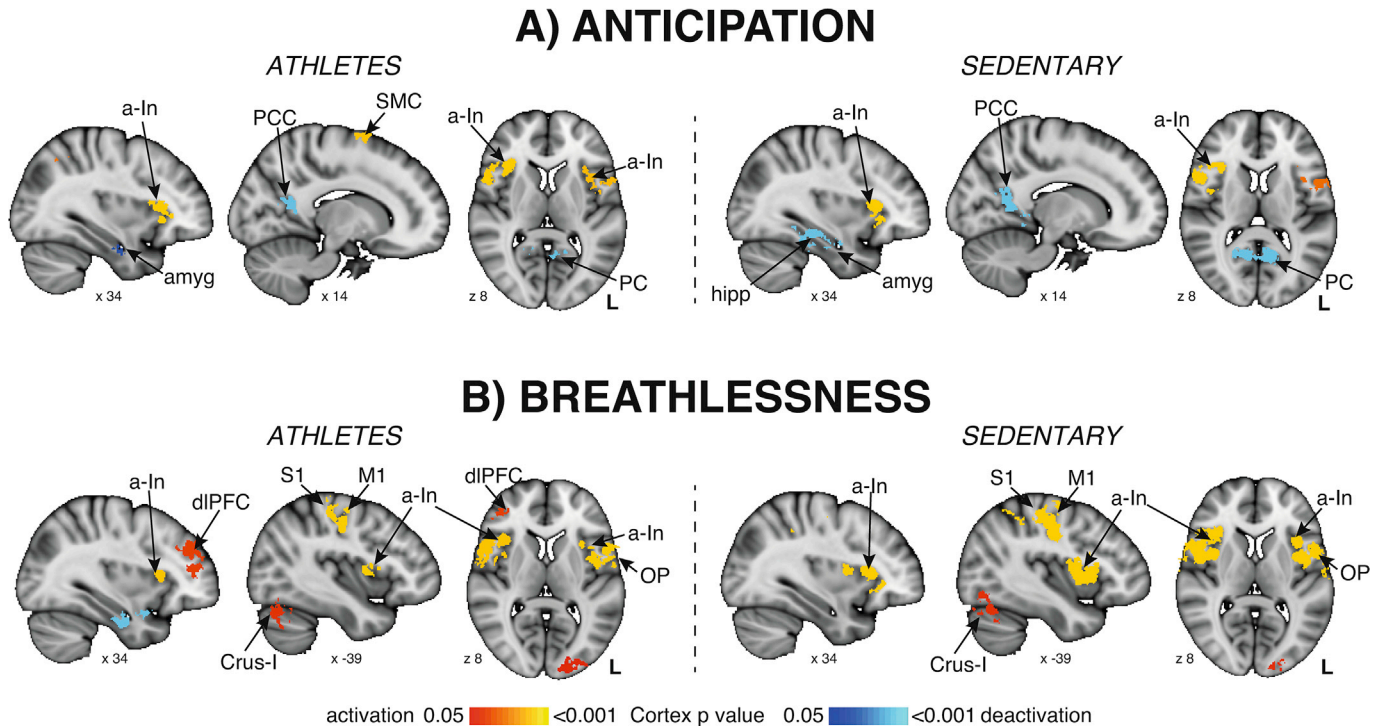 A) ANTICIPATION
ATHLETES
a-In
PCC
SMC
a-In
a-In
amyg
PC
x 34
x 14
z 8
L
SEDENTARY
a-In
PCC
a-In
hipp
amyg
PC
x 34
x 14
z 8
L
B) BREATHLESSNESS
ATHLETES
a-In
dlPFC
S1
M1
a-In
dlPFC
a-In
OP
Crus-I
x 34
x -39
z 8
L
SEDENTARY
a-In
S1
M1
a-In
a-In
OP
Crus-I
x 34
x -39
z 8
L
activation 0.05 <0.001 Cortex p value 0.05 <0.001 deactivation